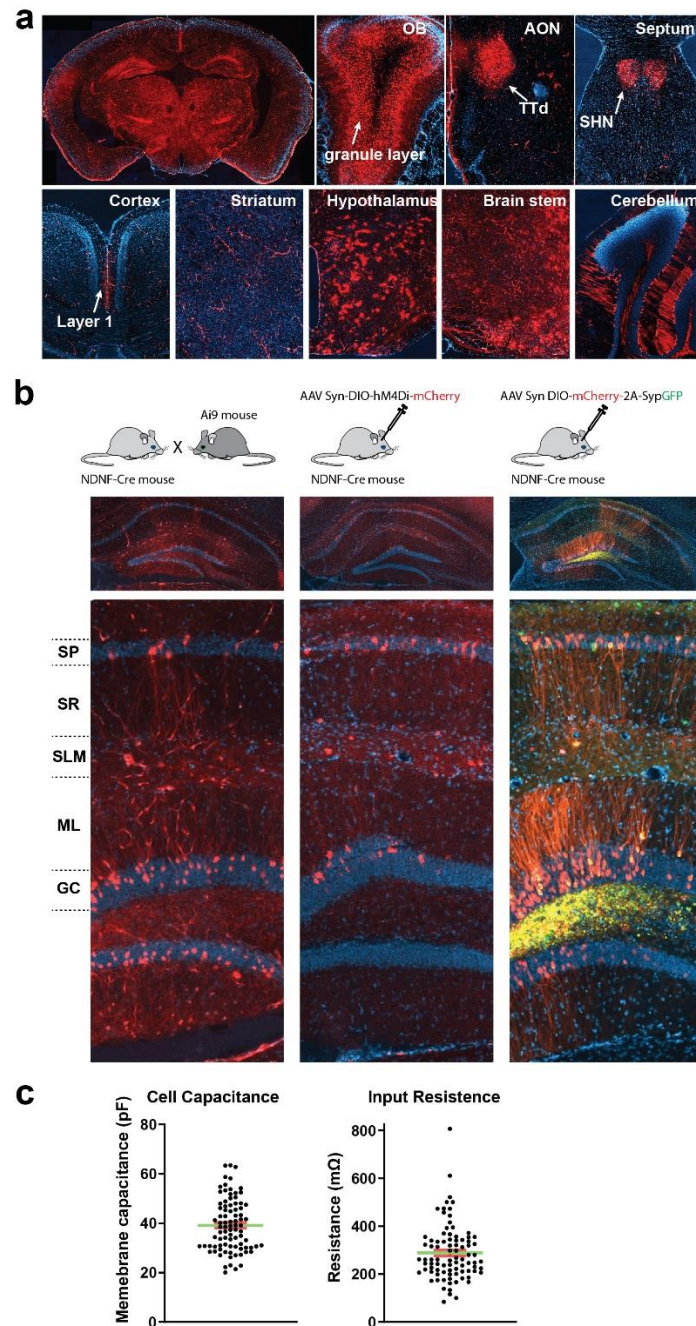 a
OB
AON
Septum
TTd
SHN
granule layer
Cortex
Striatum
Hypothalamus
Brain stem
Cerebellum
Layer 1
b
AAV Syn-DIO-hM4Di-mCherry
AAV Syn DIO-mCherry-2A-SypGFP
Ai9 mouse
X
NDNF-Cre mouse
NDNF-Cre mouse
NDNF-Cre mouse
SP
SR
SLM
ML
GC
c
Cell Capacitance
Memebrane capacitance (pF)
80
60
40
20
0
Input Resistence
Resistance (mΩ)
800
600
400
200
0